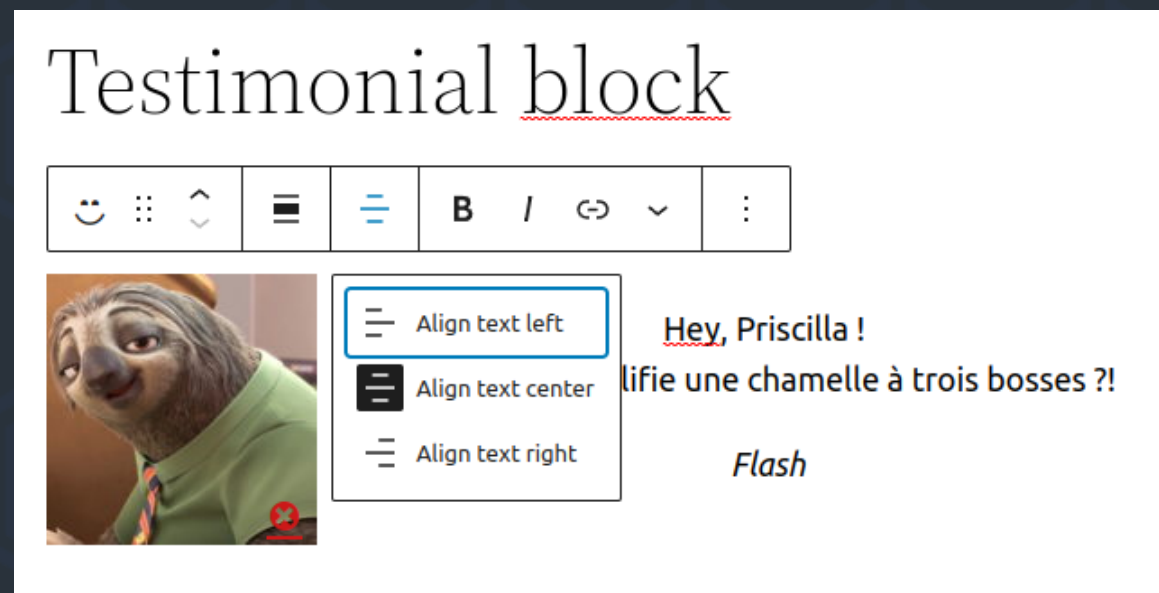 Testimonial block
B I
Align text left
Align text center
Align text right
Hey, Priscilla !
lifie une chamelle à trois bosses ?!
Flash